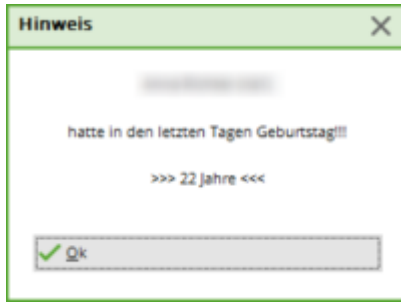 Hinweis
hatte in den letzten Tagen Geburtstag!!!
>>> 22 Jahre <<<
Ok